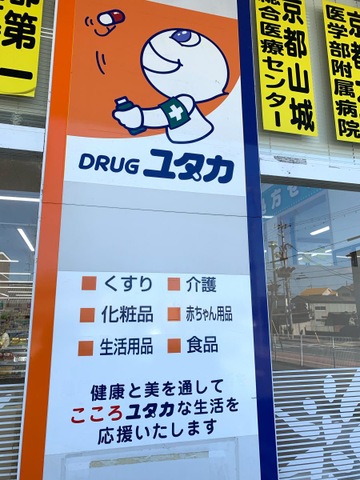 DRUG ユタカ
くすり
介護
化粧品
赤ちゃん用品
生活用品
食品
健康と美を通して
こころユタカな生活を
応援いたします
部第一
京都山城
総合医療センター
医学部附属病院